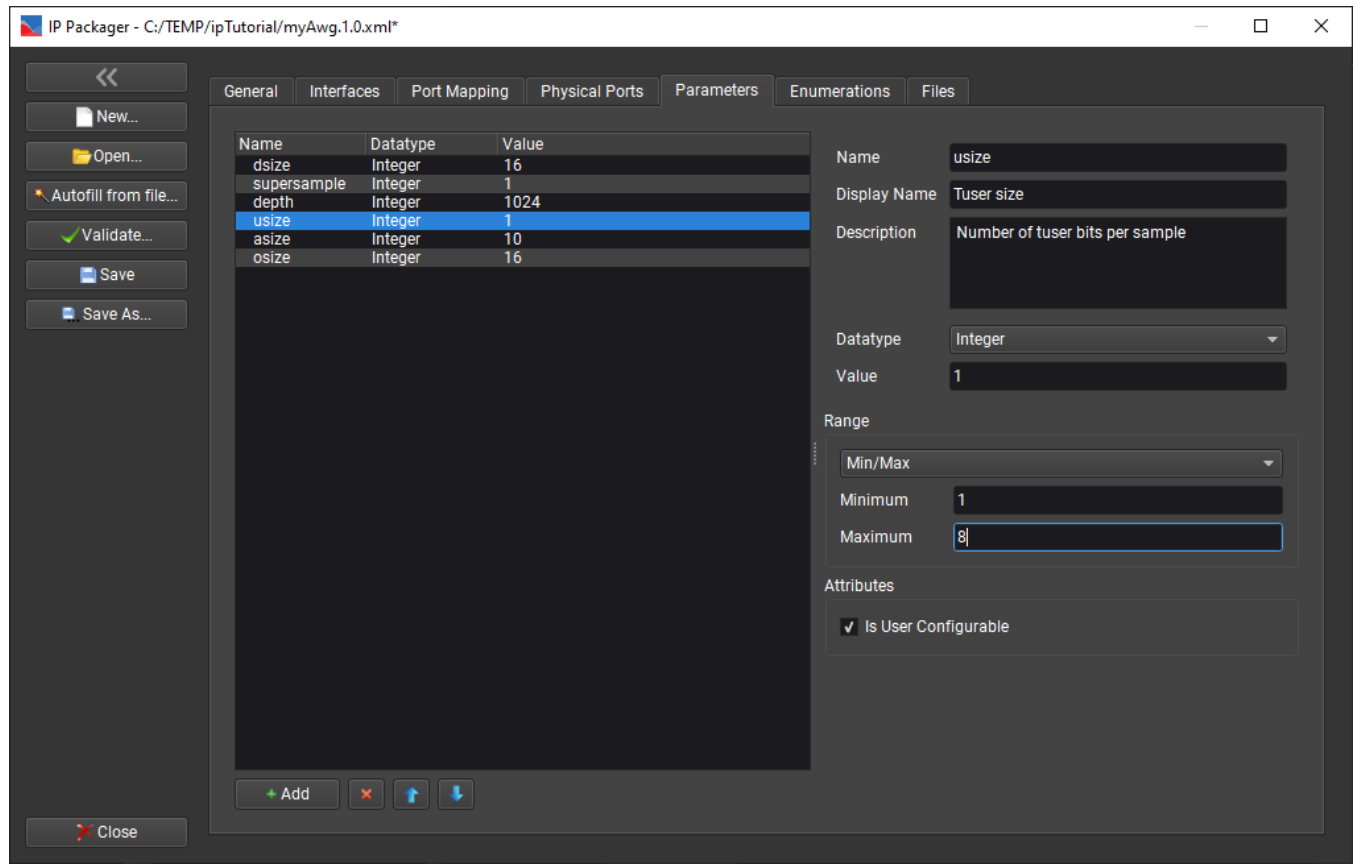 IP Packager - C:/TEMP/ipTutorial/myAwg.1.0.xml*
New...
Open...
Autofill from file...
Validate...
Save
Save As...
Close
General Interfaces Port Mapping Physical Ports Parameters Enumerations Files
Name Datatype Value
dsize Integer 16
supersample Integer 1
depth Integer 1024
usize Integer 1
asize Integer 10
osize Integer 16
+ Add
Name usize
Display Name Tuser size
Description Number of tuser bits per sample
Datatype Integer
Value 1
Range
Min/Max
Minimum 1
Maximum 8
Attributes
Is User Configurable